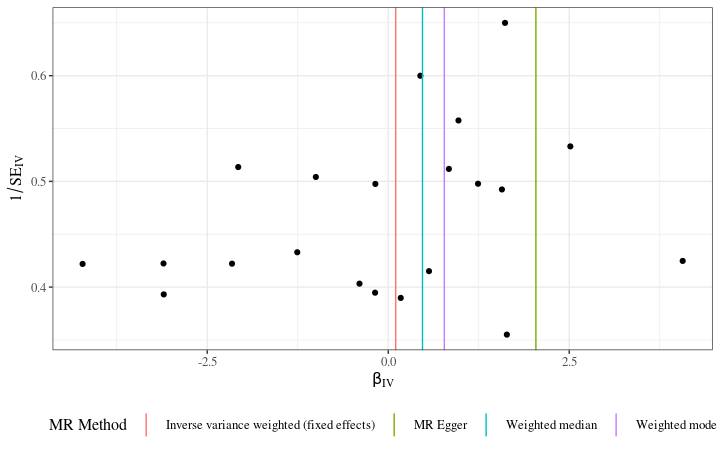 0.6
0.5
0.4
1/SE_IV
-2.5 0.0 2.5
β_IV
MR Method Inverse variance weighted (fixed effects) MR Egger Weighted median Weighted mode